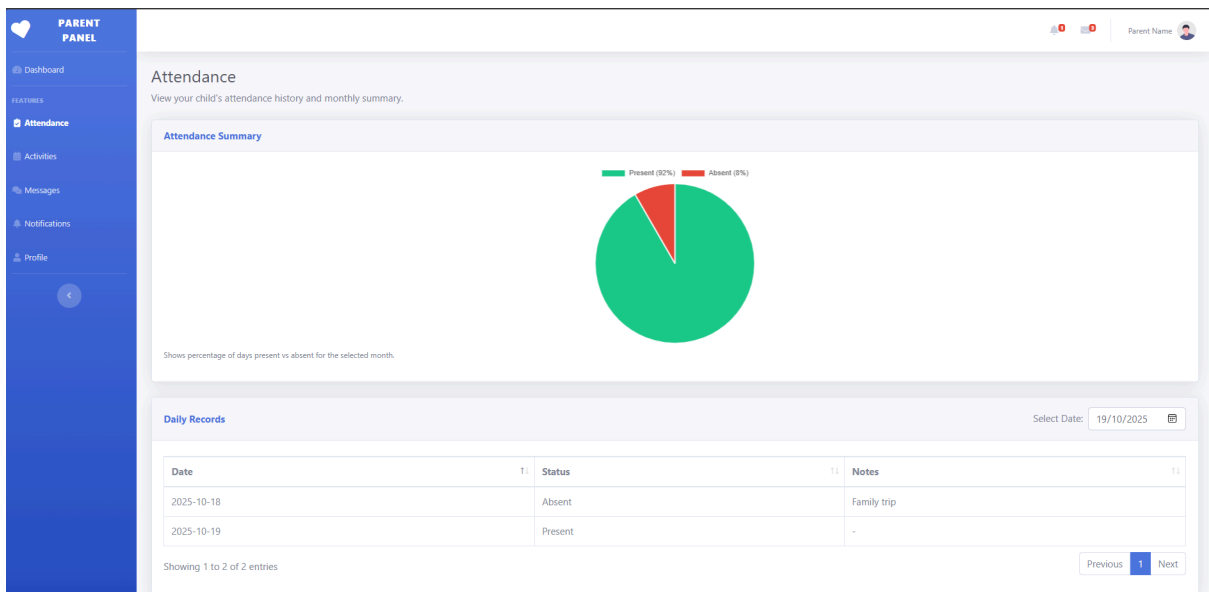 PARENT
PANEL
Parent Name
Dashboard
FEATURES
Attendance
Activities
Messages
Notifications
Profile
Attendance
View your child's attendance history and monthly summary.
Attendance Summary
Present (92%) Absent (8%)
Shows percentage of days present vs absent for the selected month.
Daily Records
Select Date: 19/10/2025
Date Status Notes
2025-10-18 Absent Family trip
2025-10-19 Present -
Showing 1 to 2 of 2 entries
Previous 1 Next